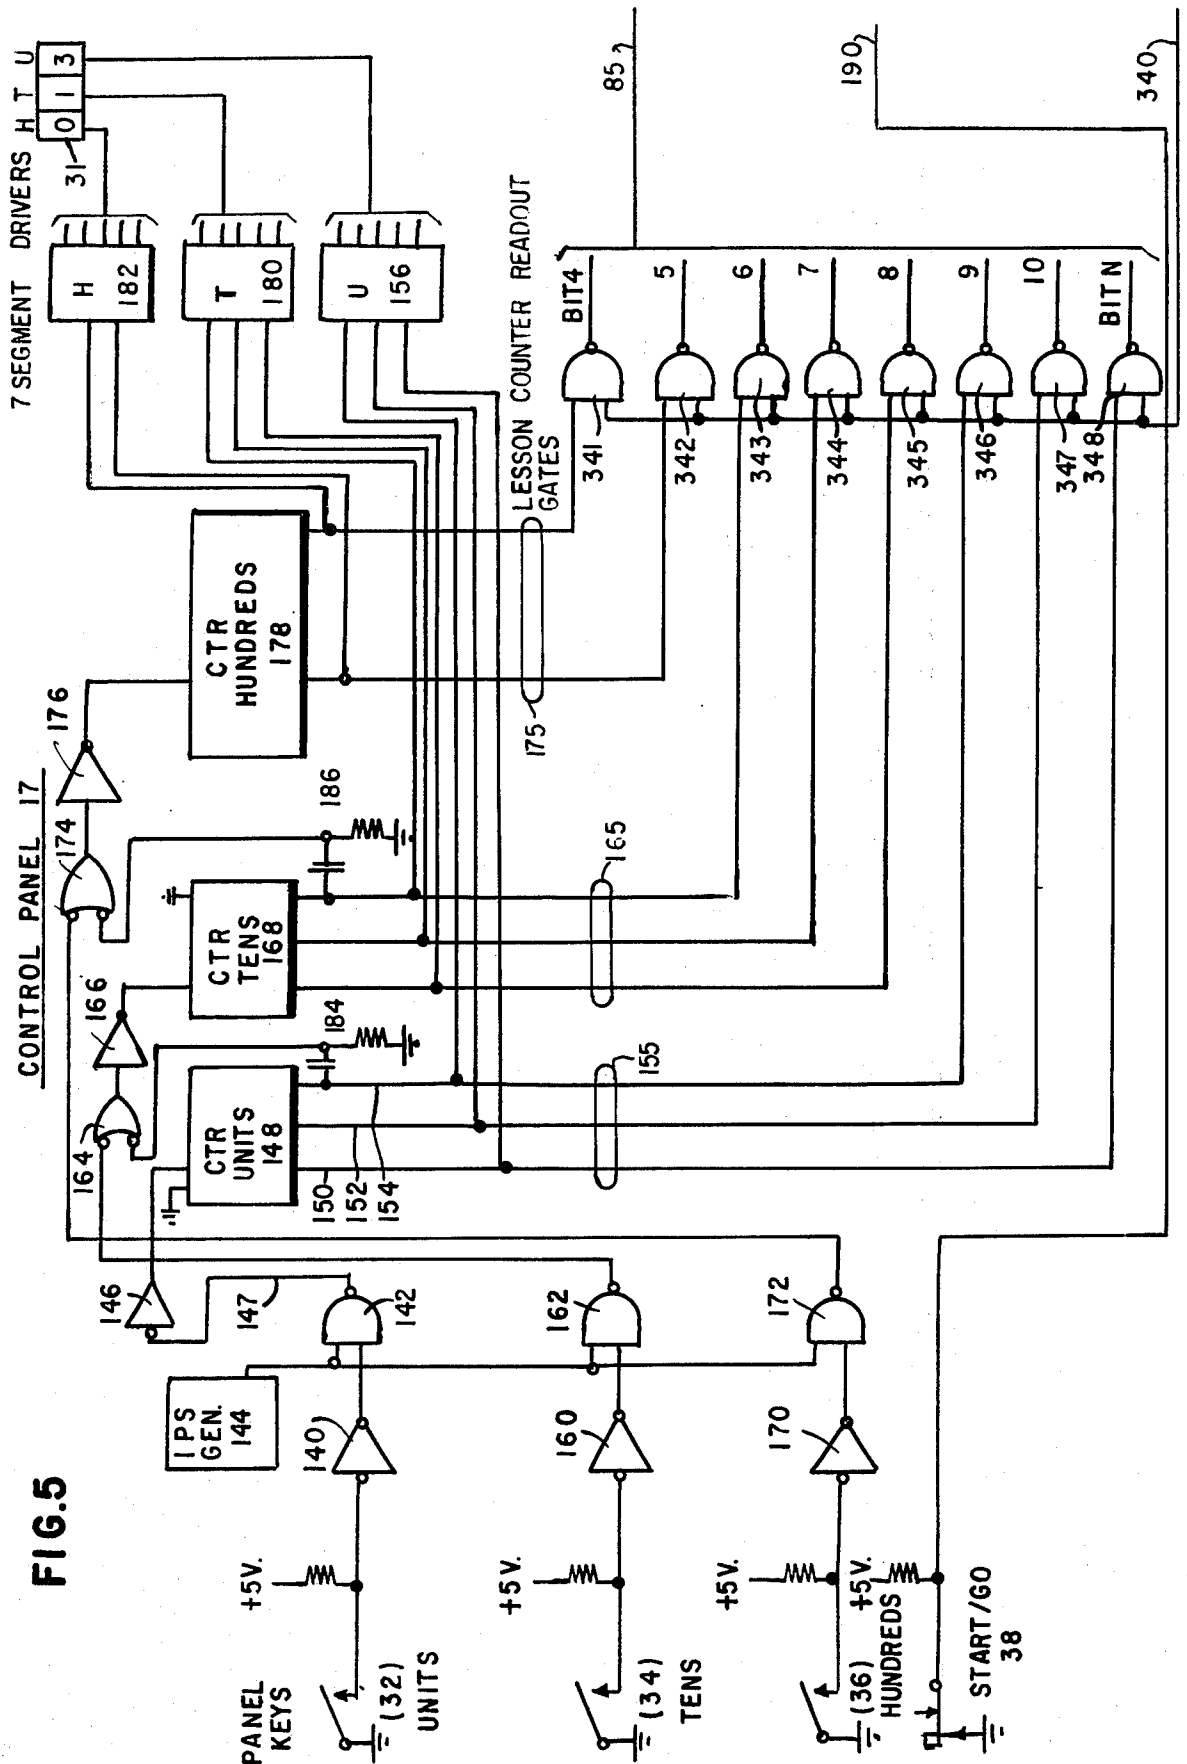 FIG.5
CONTROL PANEL 17
7 SEGMENT DRIVERS
H T U
0 1 3
31
H
182
T
180
U
156
PANEL
KEYS
(32)
UNITS
+5V.
140
1 PS
GEN.
144
142
147
146
(34)
TENS
+5V.
160
162
(36)
HUNDREDS
+5V.
170
172
START/GO
38
+5V.
CTR
UNITS
148
150
152
154
155
164
166
184
CTR
TENS
168
165
186
174
176
CTR
HUNDREDS
178
175
LESSON COUNTER READOUT
GATES
341
342
343
344
345
346
347
348
BIT4
5
6
7
8
9
10
BITN
85
190
340